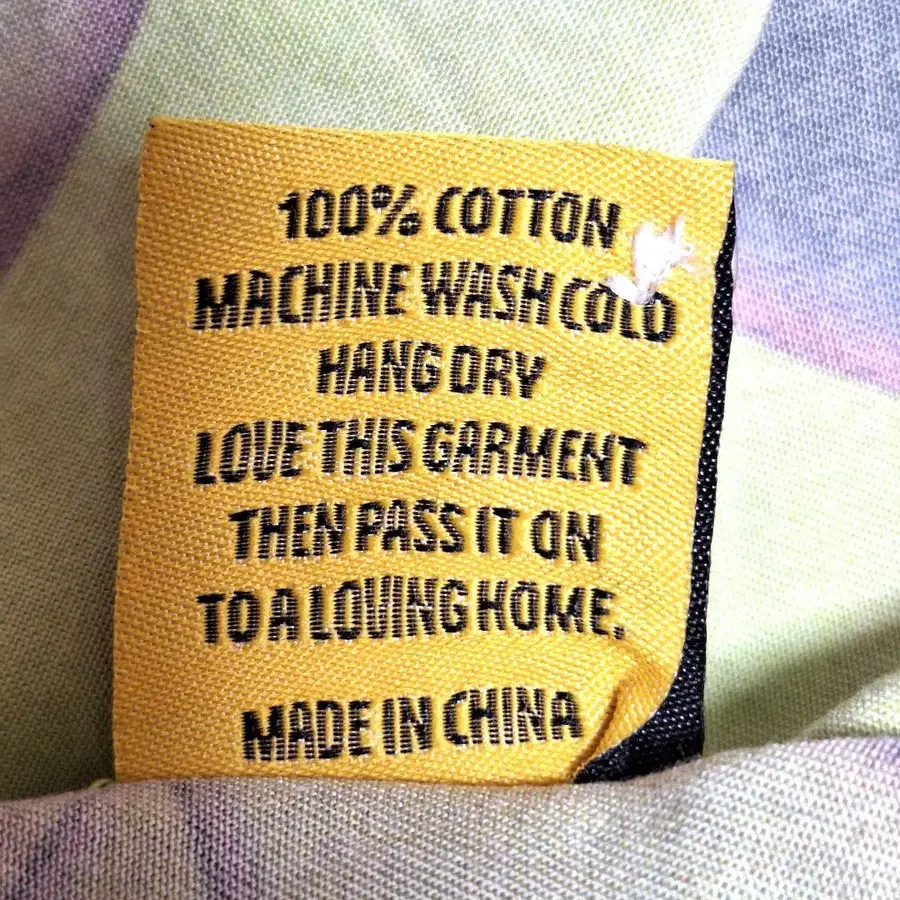 100% COTTON
MACHINE WASH COLD
HANG DRY
LOVE THIS GARMENT
THEN PASS IT ON
TO A LOVING HOME.
MADE IN CHINA